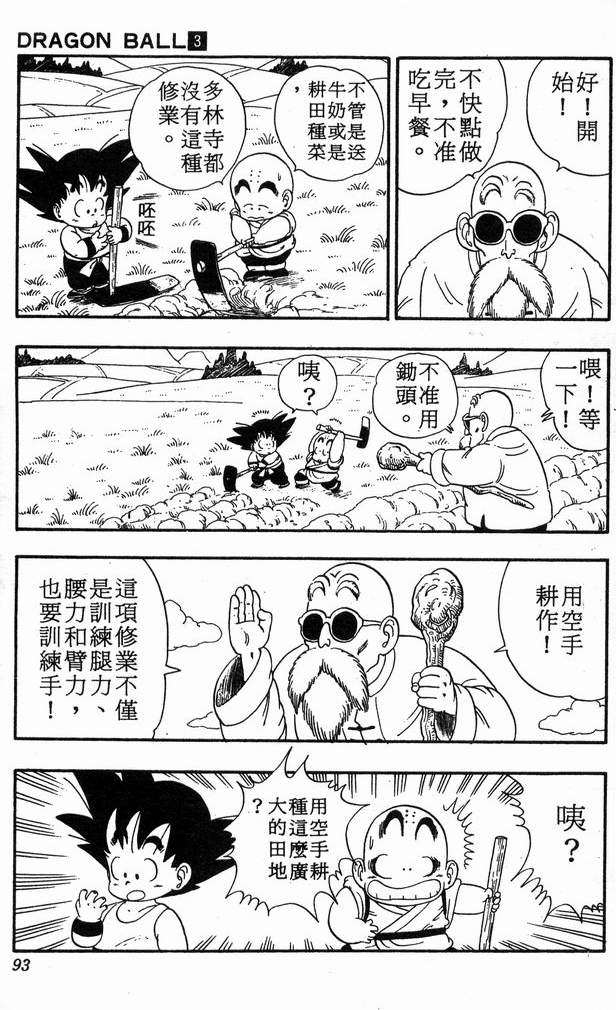 DRAGON BALL 3
好！開
始！
不快點做
完，不准
吃早餐。
不管是送
牛奶或是
耕田種菜
，
多林寺都
沒有這種
修業。
呸呸
喂！等
一下！
不准用
鋤頭。
咦？
用空手
耕作！
這項修業不僅
是訓練腿力、
腰力和臂力，
也要訓練手！
咦？
用空手耕
種這麼廣
大的田地
？
93